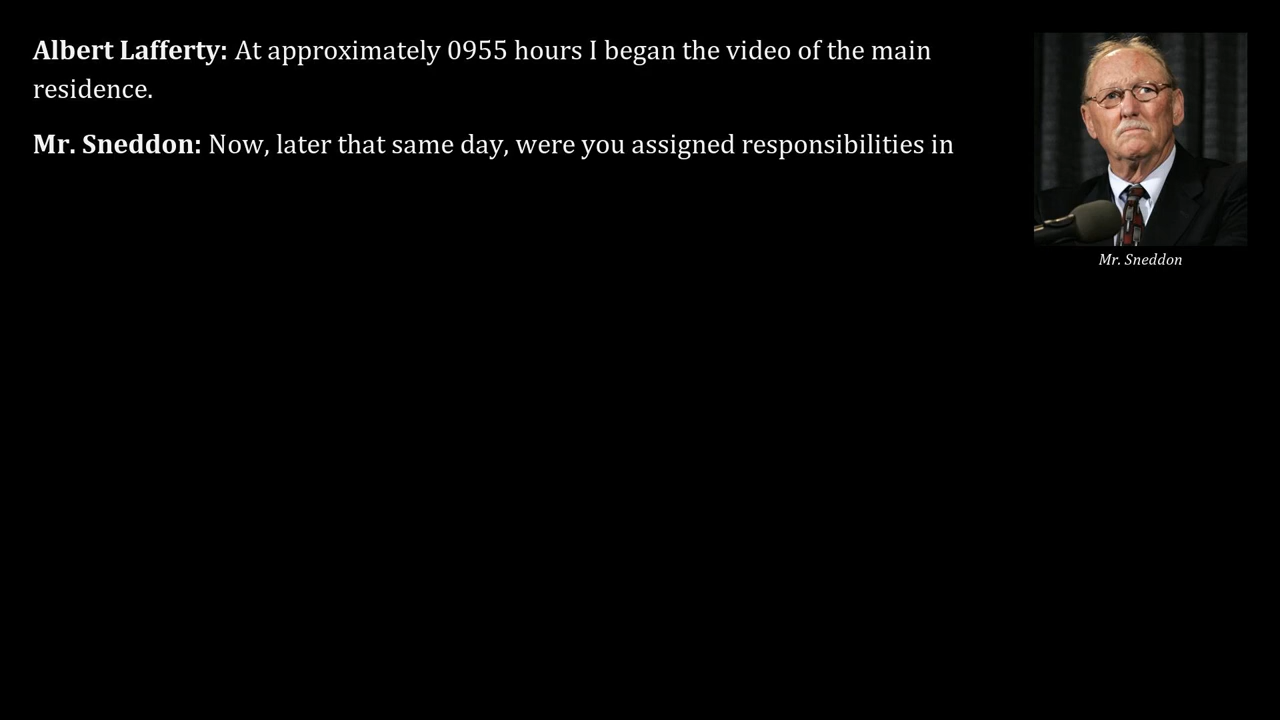 Albert Lafferty: At approximately 0955 hours I began the video of the main
residence.
Mr. Sneddon: Now, later that same day, were you assigned responsibilities in
Mr. Sneddon